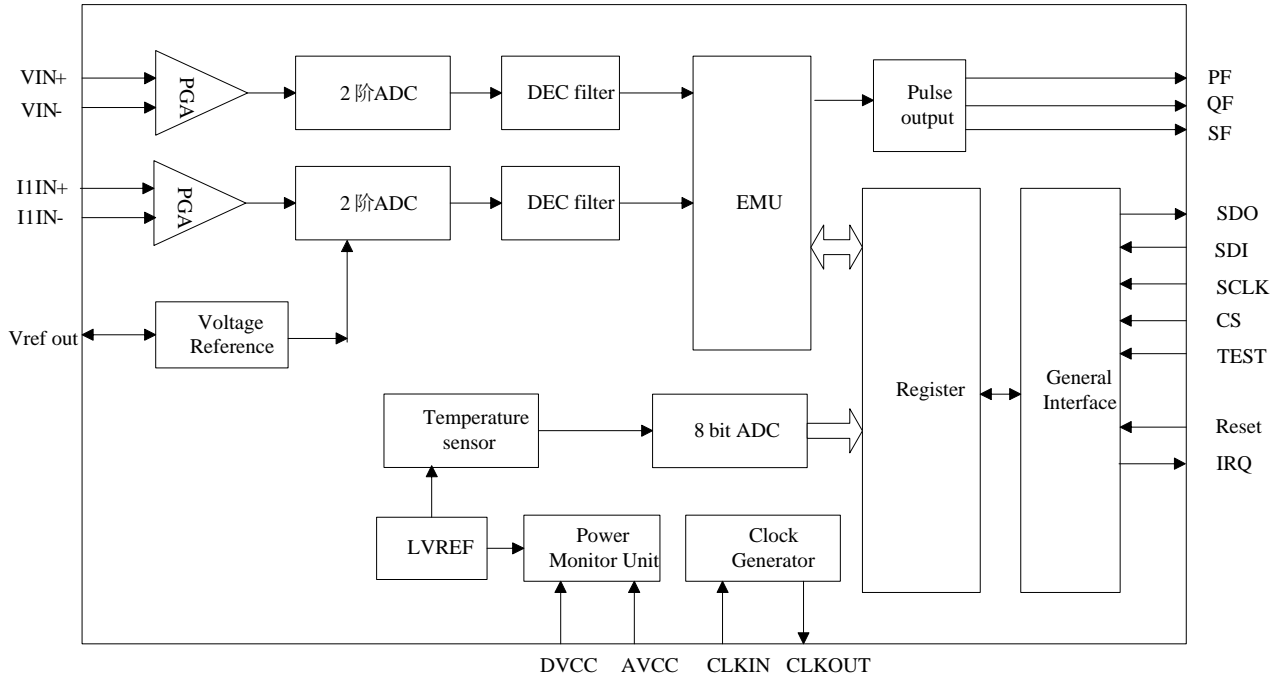 VIN+
VIN-
PGA
2 阶ADC
DEC filter
EMU
Pulse
output
PF
QF
SF
I1IN+
I1IN-
PGA
2 阶ADC
DEC filter
Vref out
Voltage
Reference
Register
General
Interface
SDO
SDI
SCLK
CS
TEST
Reset
IRQ
Temperature
sensor
8 bit ADC
LVREF
Power
Monitor Unit
Clock
Generator
DVCC
AVCC
CLKIN
CLKOUT